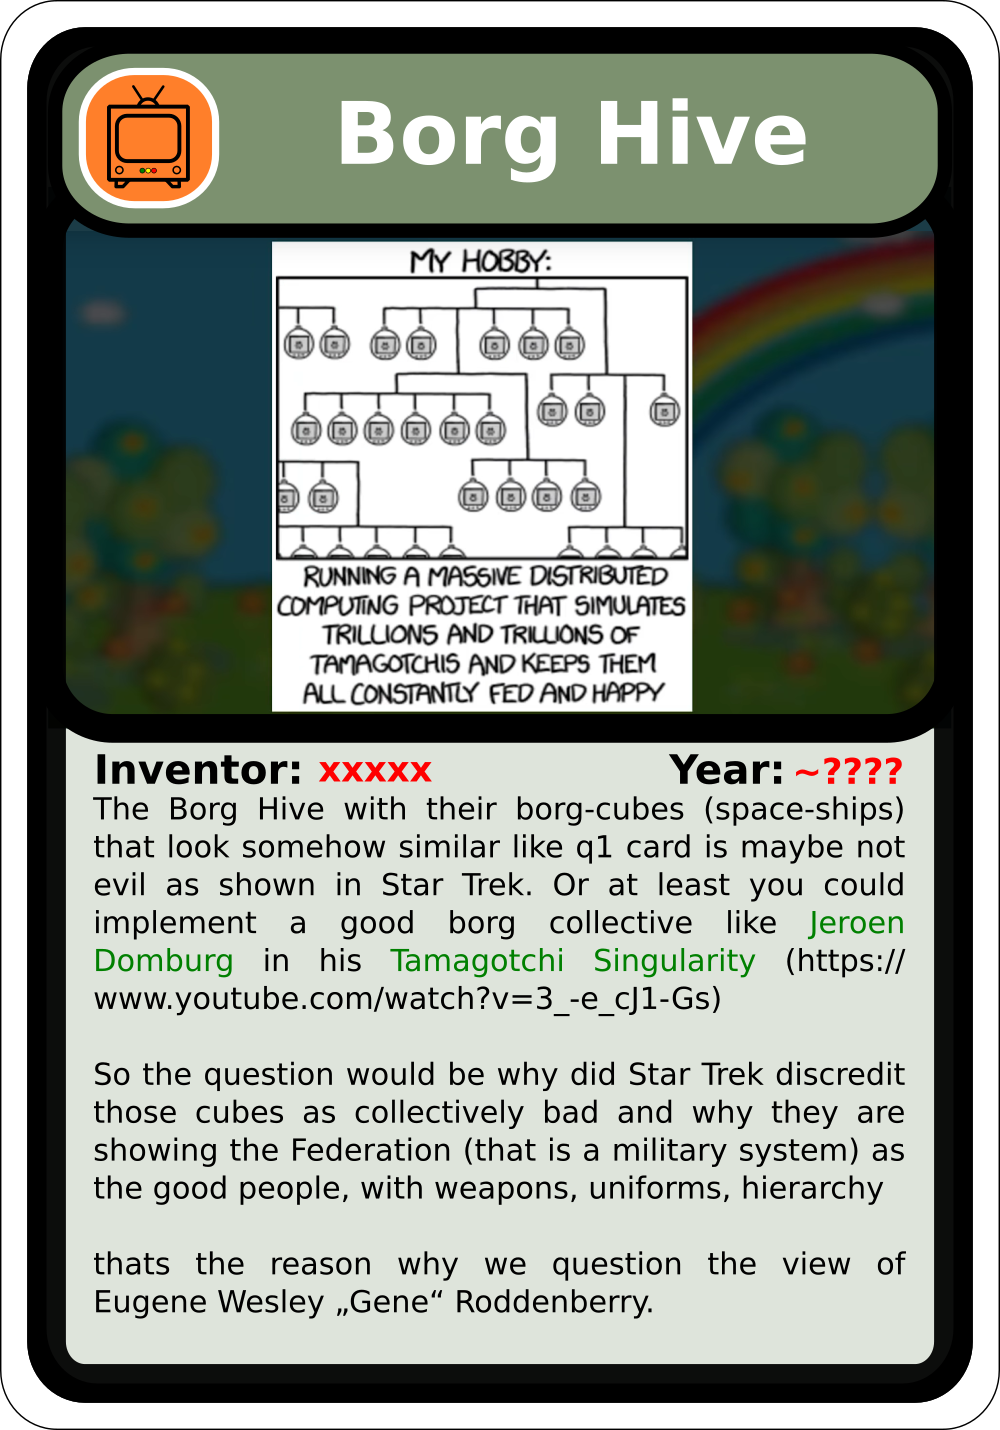 Borg Hive
MY HOBBY:
RUNNING A MASSIVE DISTRIBUTED
COMPUTING PROJECT THAT SIMULATES
TRILLIONS AND TRILLIONS OF
TAMAGOTCHIS AND KEEPS THEM
ALL CONSTANTLY FED AND HAPPY
Inventor: xxxxx Year: ~????
The Borg Hive with their borg-cubes (space-ships)
that look somehow similar like q1 card is maybe not
evil as shown in Star Trek. Or at least you could
implement a good borg collective like Jeroen
Domburg in his Tamagotchi Singularity (https://
www.youtube.com/watch?v=3_-e_cJ1-Gs)
So the question would be why did Star Trek discredit
those cubes as collectively bad and why they are
showing the Federation (that is a military system) as
the good people, with weapons, uniforms, hierarchy
thats the reason why we question the view of
Eugene Wesley „Gene“ Roddenberry.